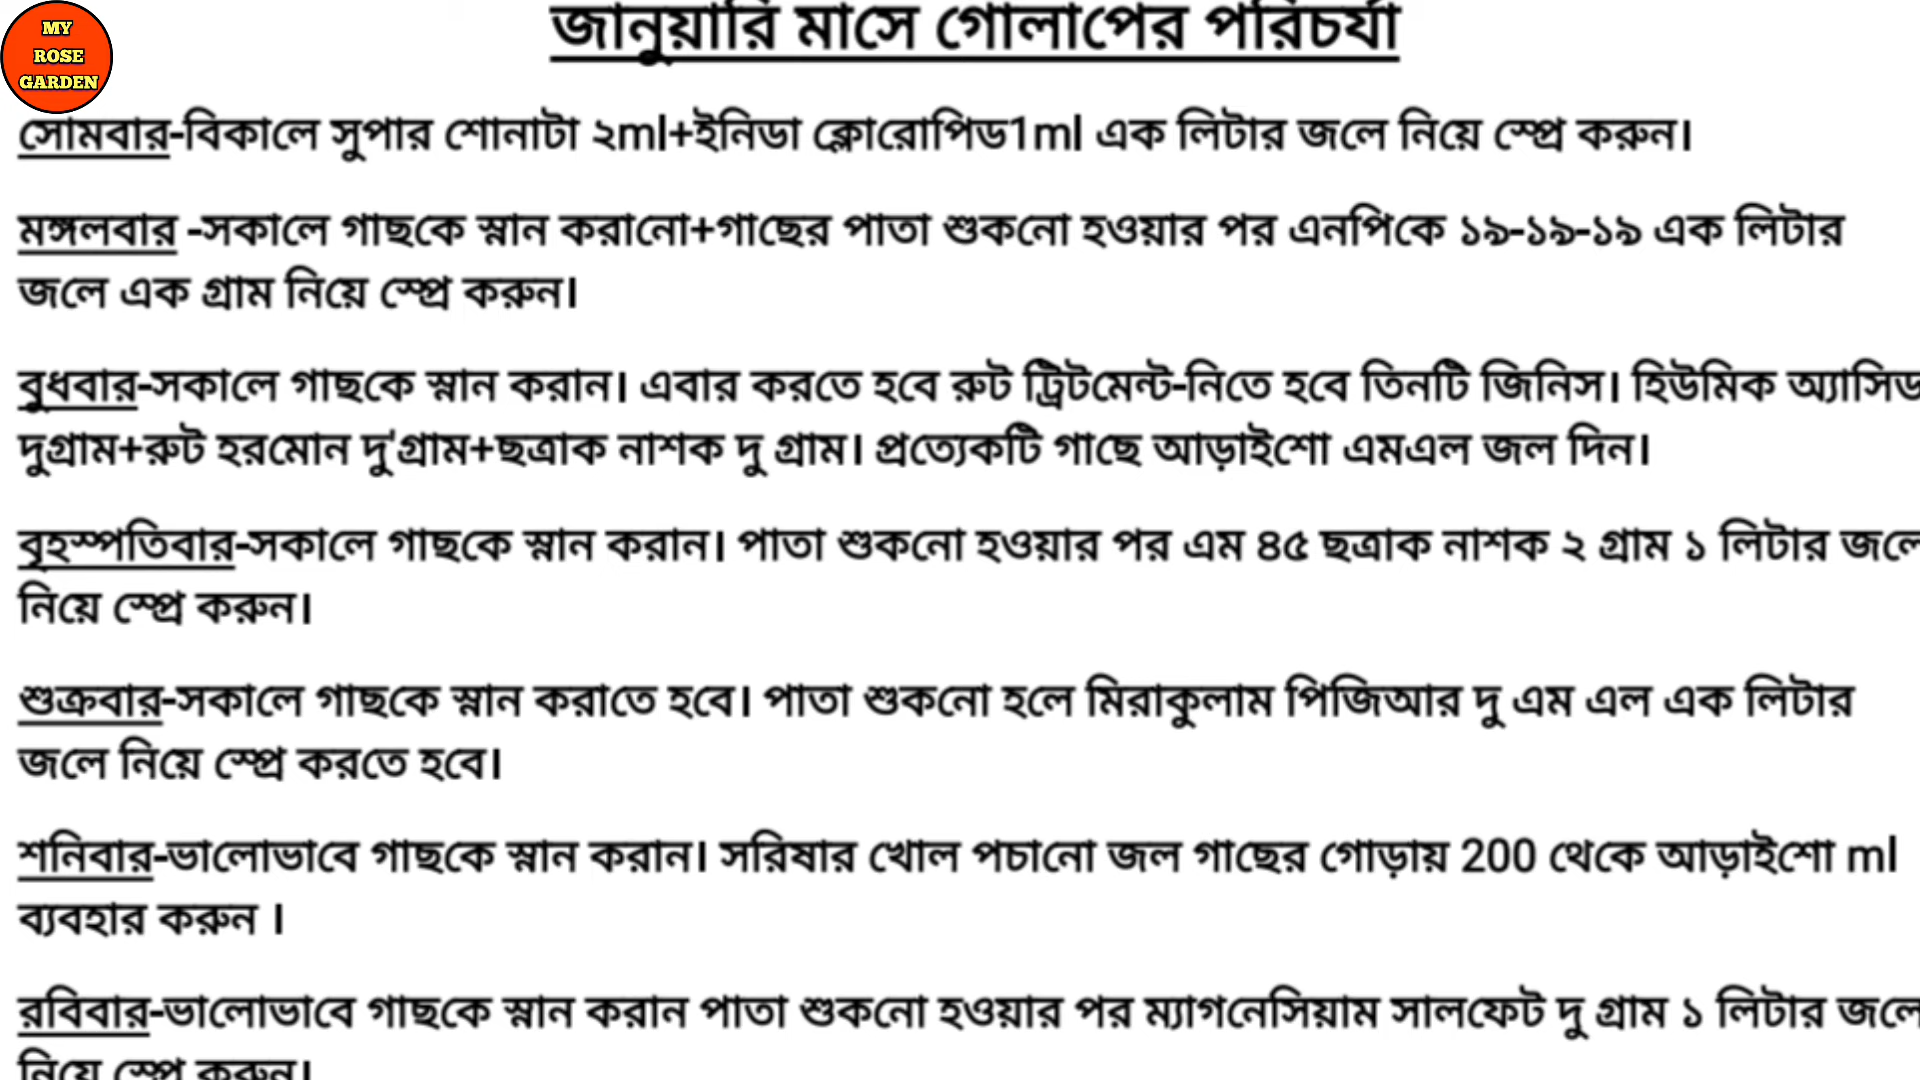 MY
ROSE
GARDEN
জানুয়ারি মাসে গোলাপের পরিচর্যা
সোমবার-বিকালে সুপার শোনাটা ২ml+ইনিডা ক্লোরোপিড1ml এক লিটার জলে নিয়ে স্প্রে করুন।
মঙ্গলবার -সকালে গাছকে স্নান করানো+গাছের পাতা শুকনো হওয়ার পর এনপিকে ১৯-১৯-১৯ এক লিটার
জলে এক গ্রাম নিয়ে স্প্রে করুন।
বুধবার-সকালে গাছকে স্নান করান। এবার করতে হবে রুট ট্রিটমেন্ট-নিতে হবে তিনটি জিনিস। হিউমিক অ্যাসিড
দুগ্রাম+রুট হরমোন দু'গ্রাম+ছত্রাক নাশক দু গ্রাম। প্রত্যেকটি গাছে আড়াইশো এমএল জল দিন।
বৃহস্পতিবার-সকালে গাছকে স্নান করান। পাতা শুকনো হওয়ার পর এম ৪৫ ছত্রাক নাশক ২ গ্রাম ১ লিটার জলে
নিয়ে স্প্রে করুন।
শুক্রবার-সকালে গাছকে স্নান করাতে হবে। পাতা শুকনো হলে মিরাকুলাম পিজিআর দু এম এল এক লিটার
জলে নিয়ে স্প্রে করতে হবে।
শনিবার-ভালোভাবে গাছকে স্নান করান। সরিষার খোল পচানো জল গাছের গোড়ায় 200 থেকে আড়াইশো ml
ব্যবহার করুন ।
রবিবার-ভালোভাবে গাছকে স্নান করান পাতা শুকনো হওয়ার পর ম্যাগনেসিয়াম সালফেট দু গ্রাম ১ লিটার জলে
নিয়ে স্প্রে করুন।